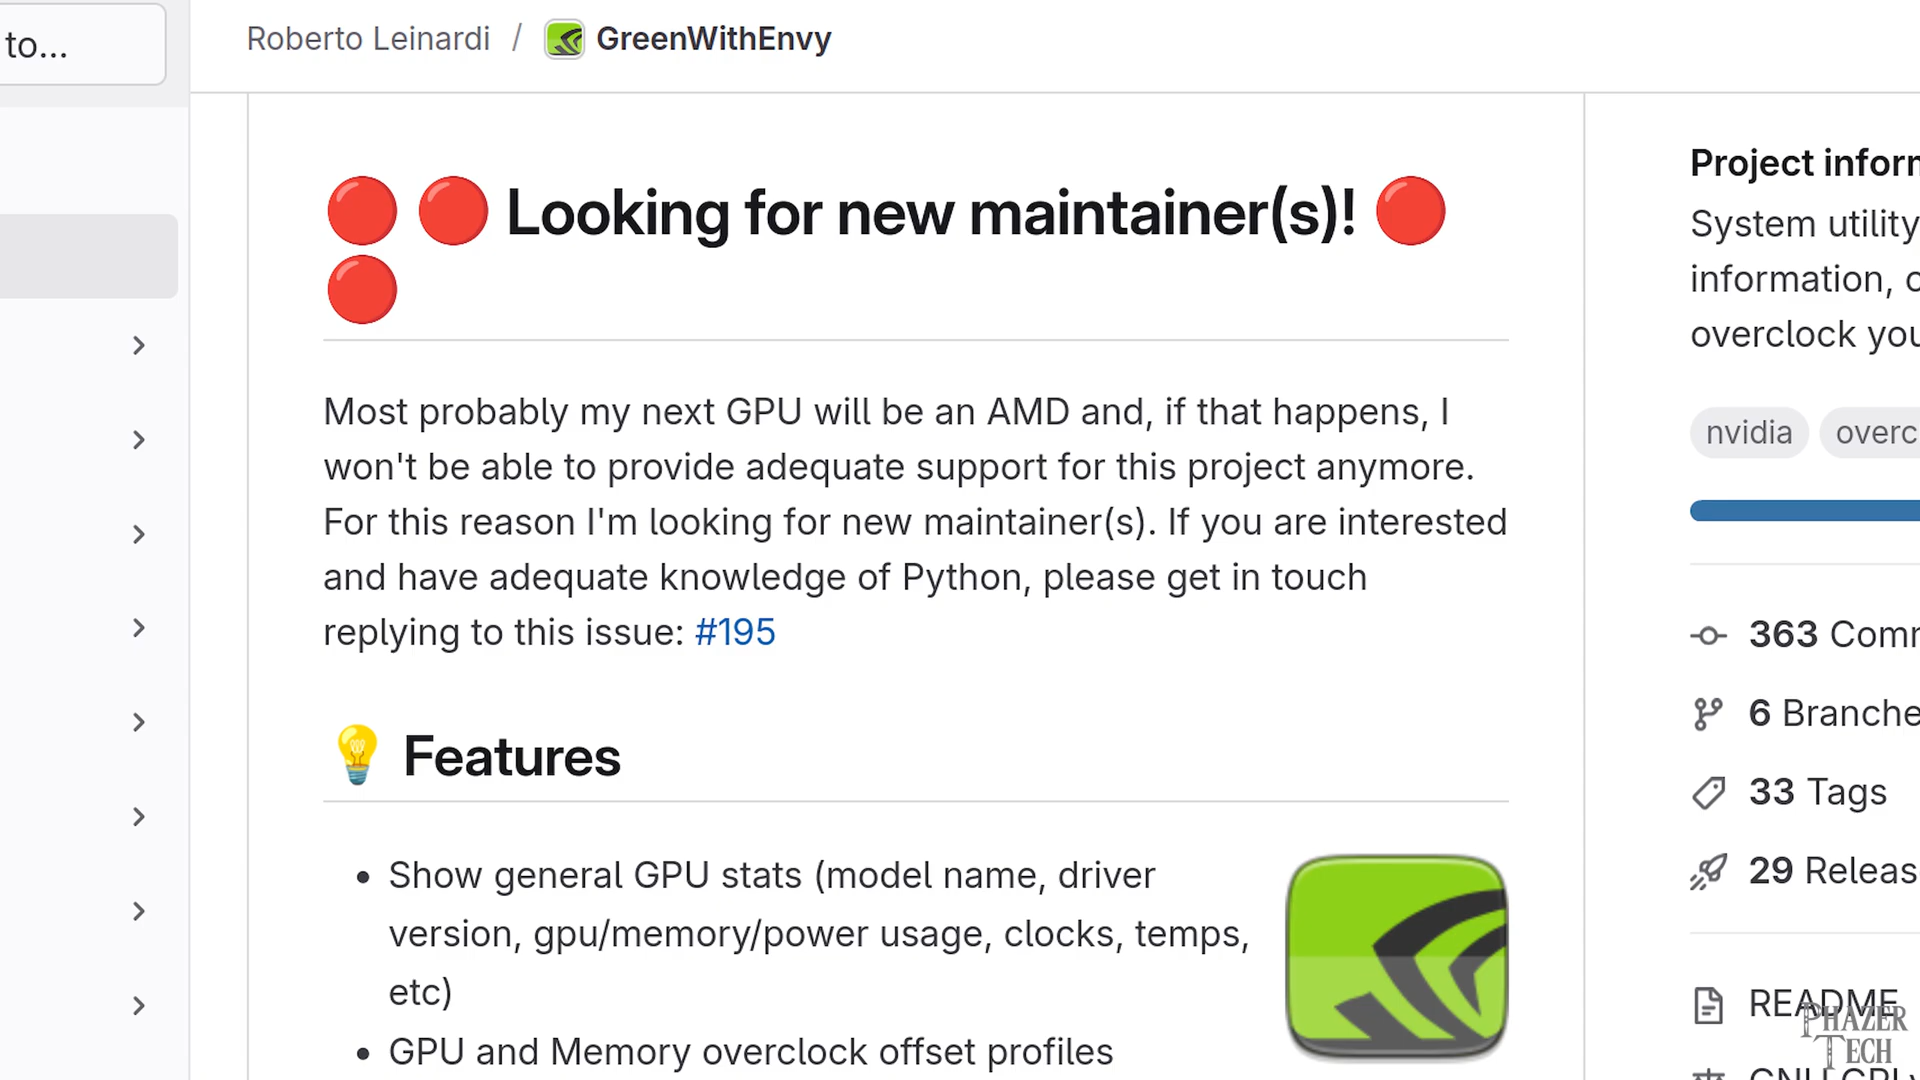 to...
Roberto Leinardi / GreenWithEnvy
Looking for new maintainer(s)!
Most probably my next GPU will be an AMD and, if that happens, I
won't be able to provide adequate support for this project anymore.
For this reason I'm looking for new maintainer(s). If you are interested
and have adequate knowledge of Python, please get in touch
replying to this issue: #195
Features
• Show general GPU stats (model name, driver
version, gpu/memory/power usage, clocks, temps,
etc)
• GPU and Memory overclock offset profiles
Project inform
System utility
information, o
overclock you
nvidia
overc
363 Comm
6 Branche
33 Tags
29 Releas
README
PHAZER
TECH